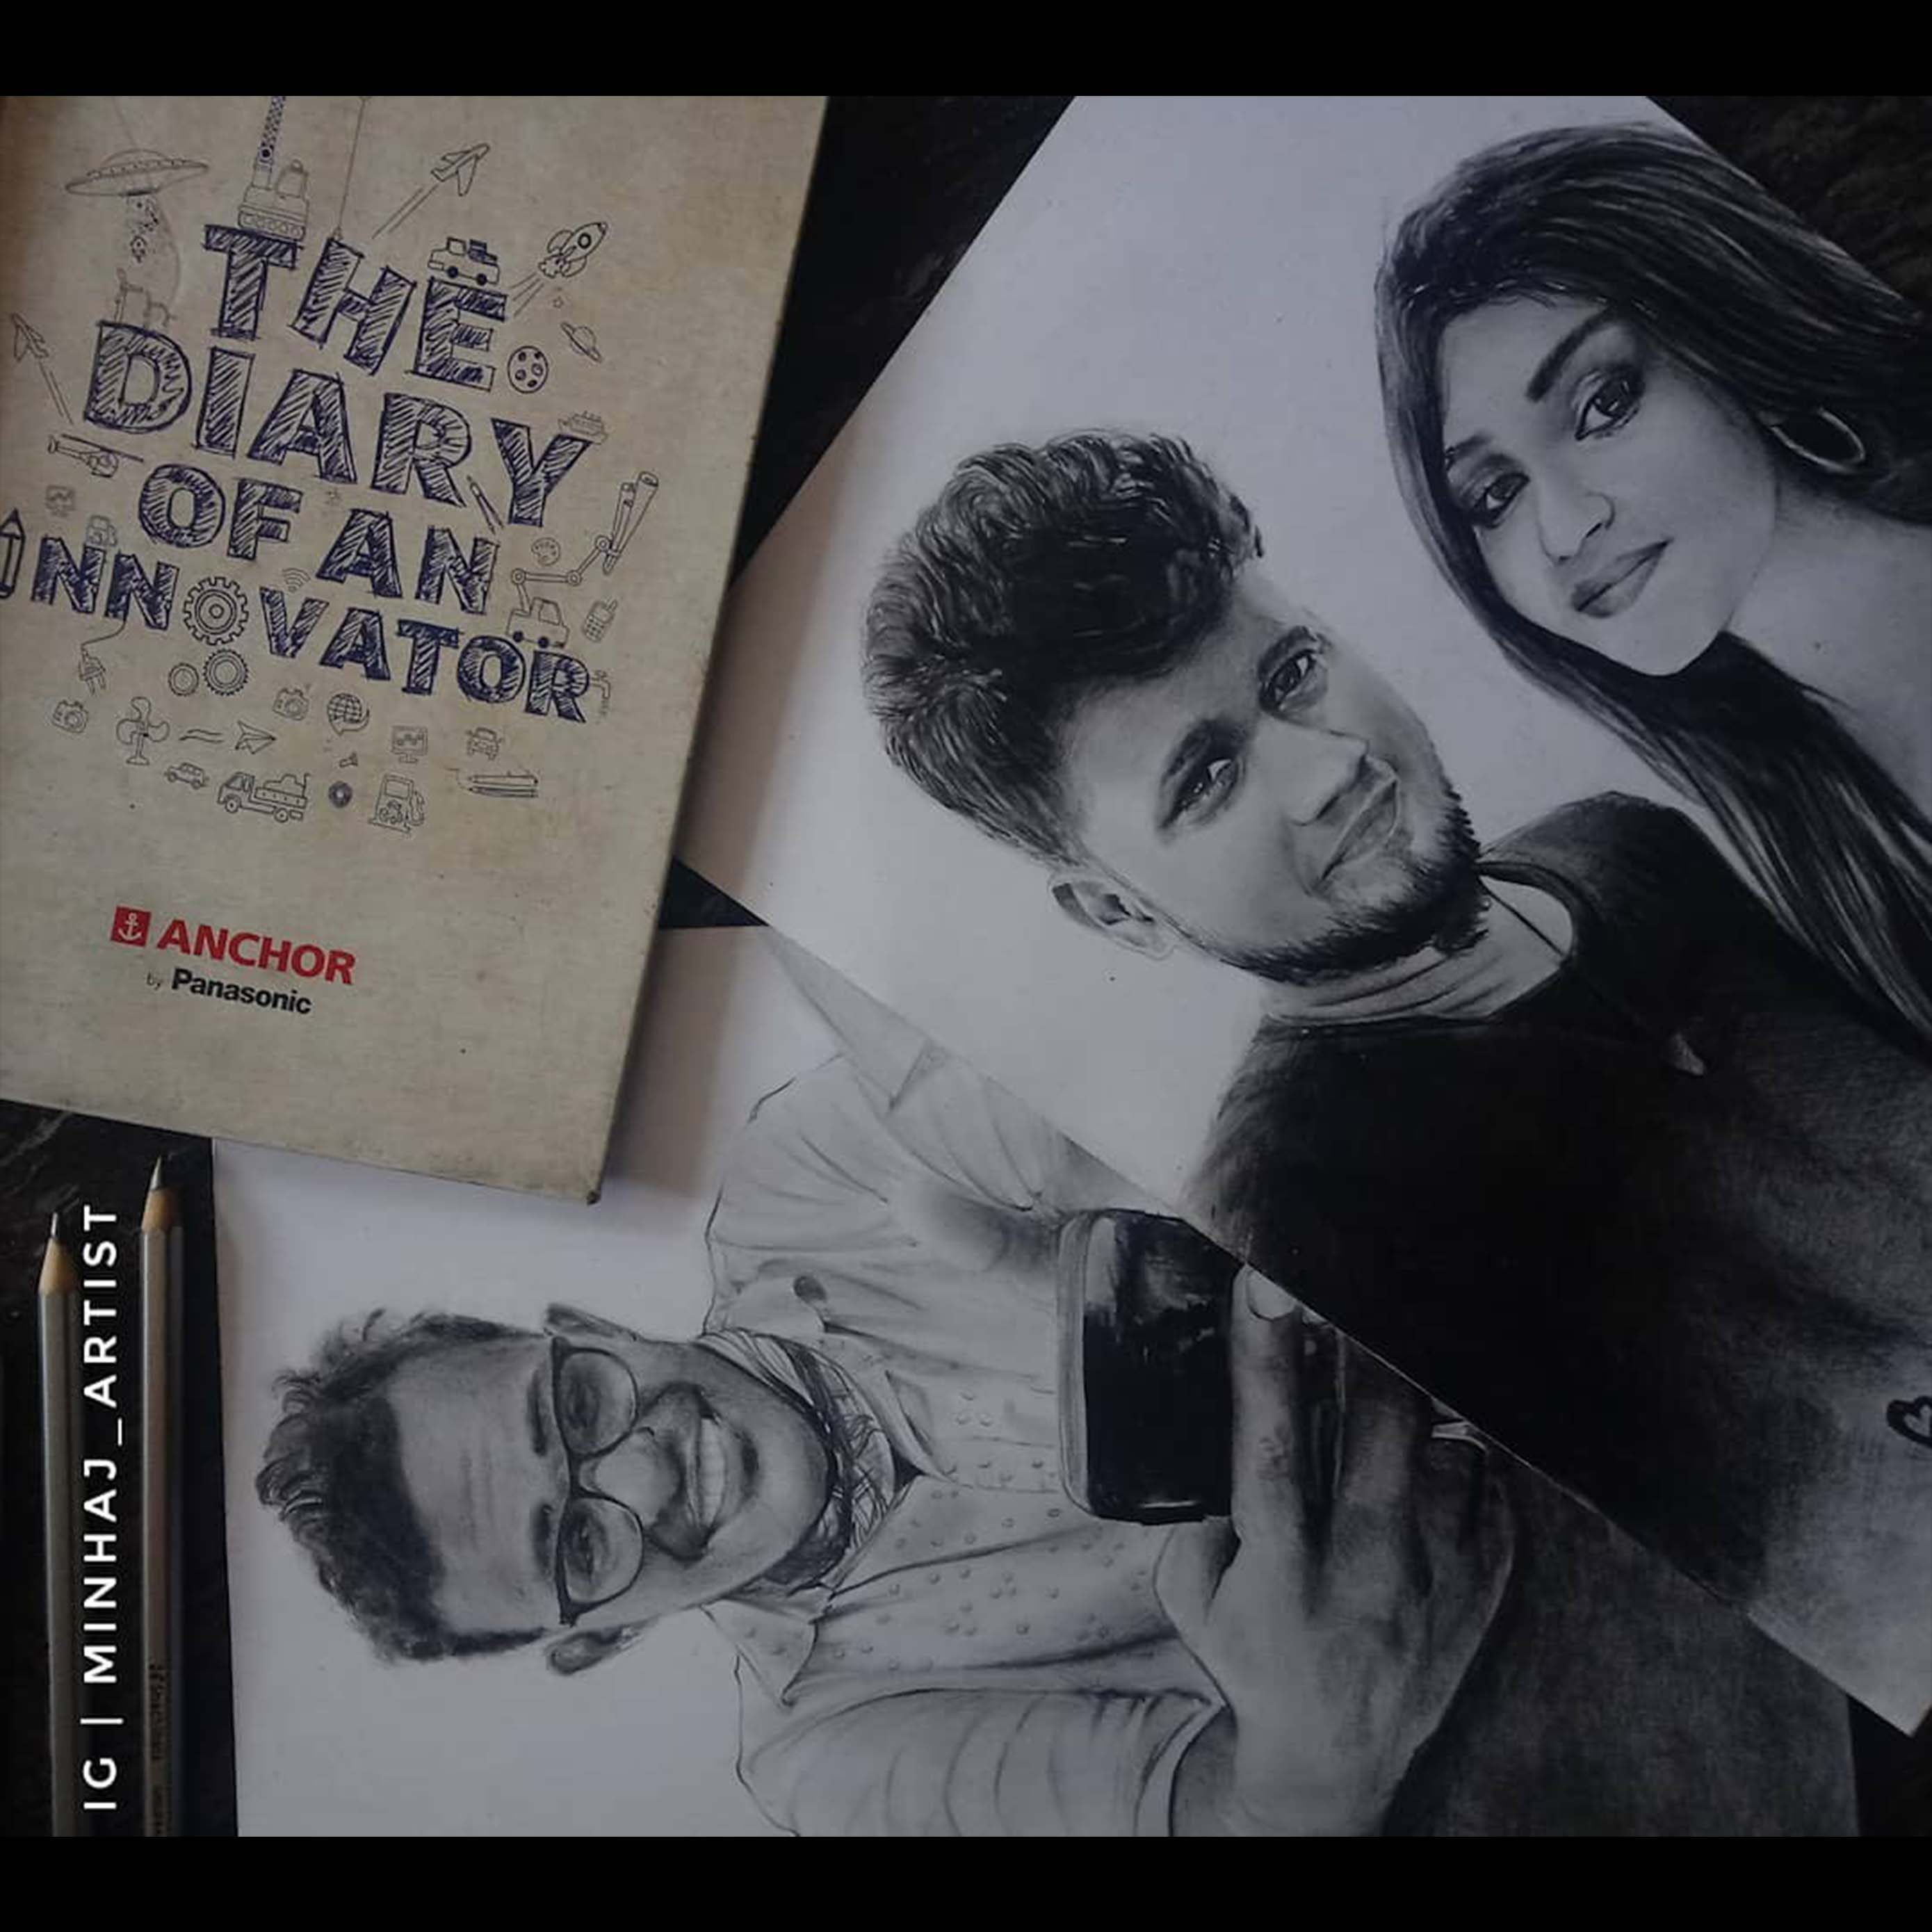 THE
DIARY
OF AN
INNOVATOR
ANCHOR
by Panasonic
IG | MINHAJ_ARTIST